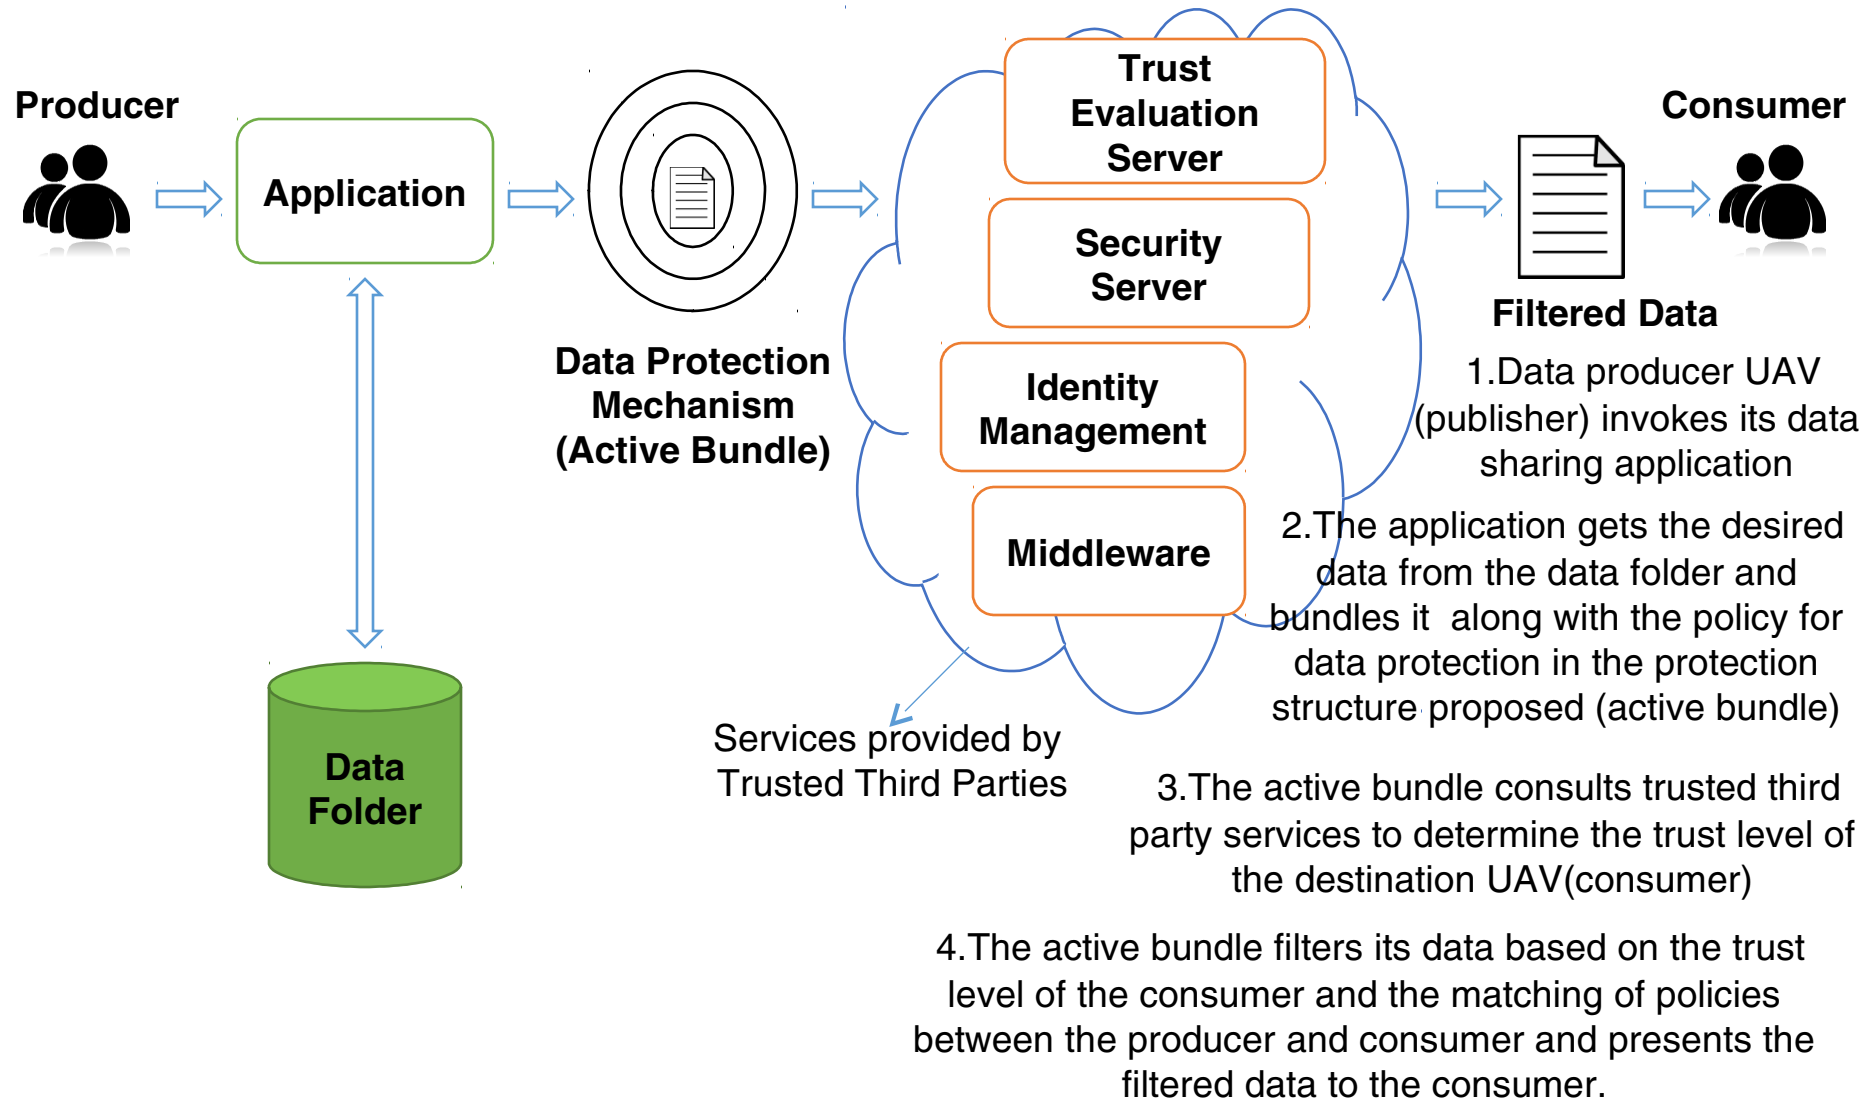 Producer
Application
Data Protection
Mechanism
(Active Bundle)
Data
Folder
Trust
Evaluation
Server
Security
Server
Identity
Management
Middleware
Services provided by
Trusted Third Parties
Consumer
Filtered Data
1.Data producer UAV
(publisher) invokes its data
sharing application
2.The application gets the desired
data from the data folder and
bundles it along with the policy for
data protection in the protection
structure proposed (active bundle)
3.The active bundle consults trusted third
party services to determine the trust level of
the destination UAV(consumer)
4.The active bundle filters its data based on the trust
level of the consumer and the matching of policies
between the producer and consumer and presents the
filtered data to the consumer.